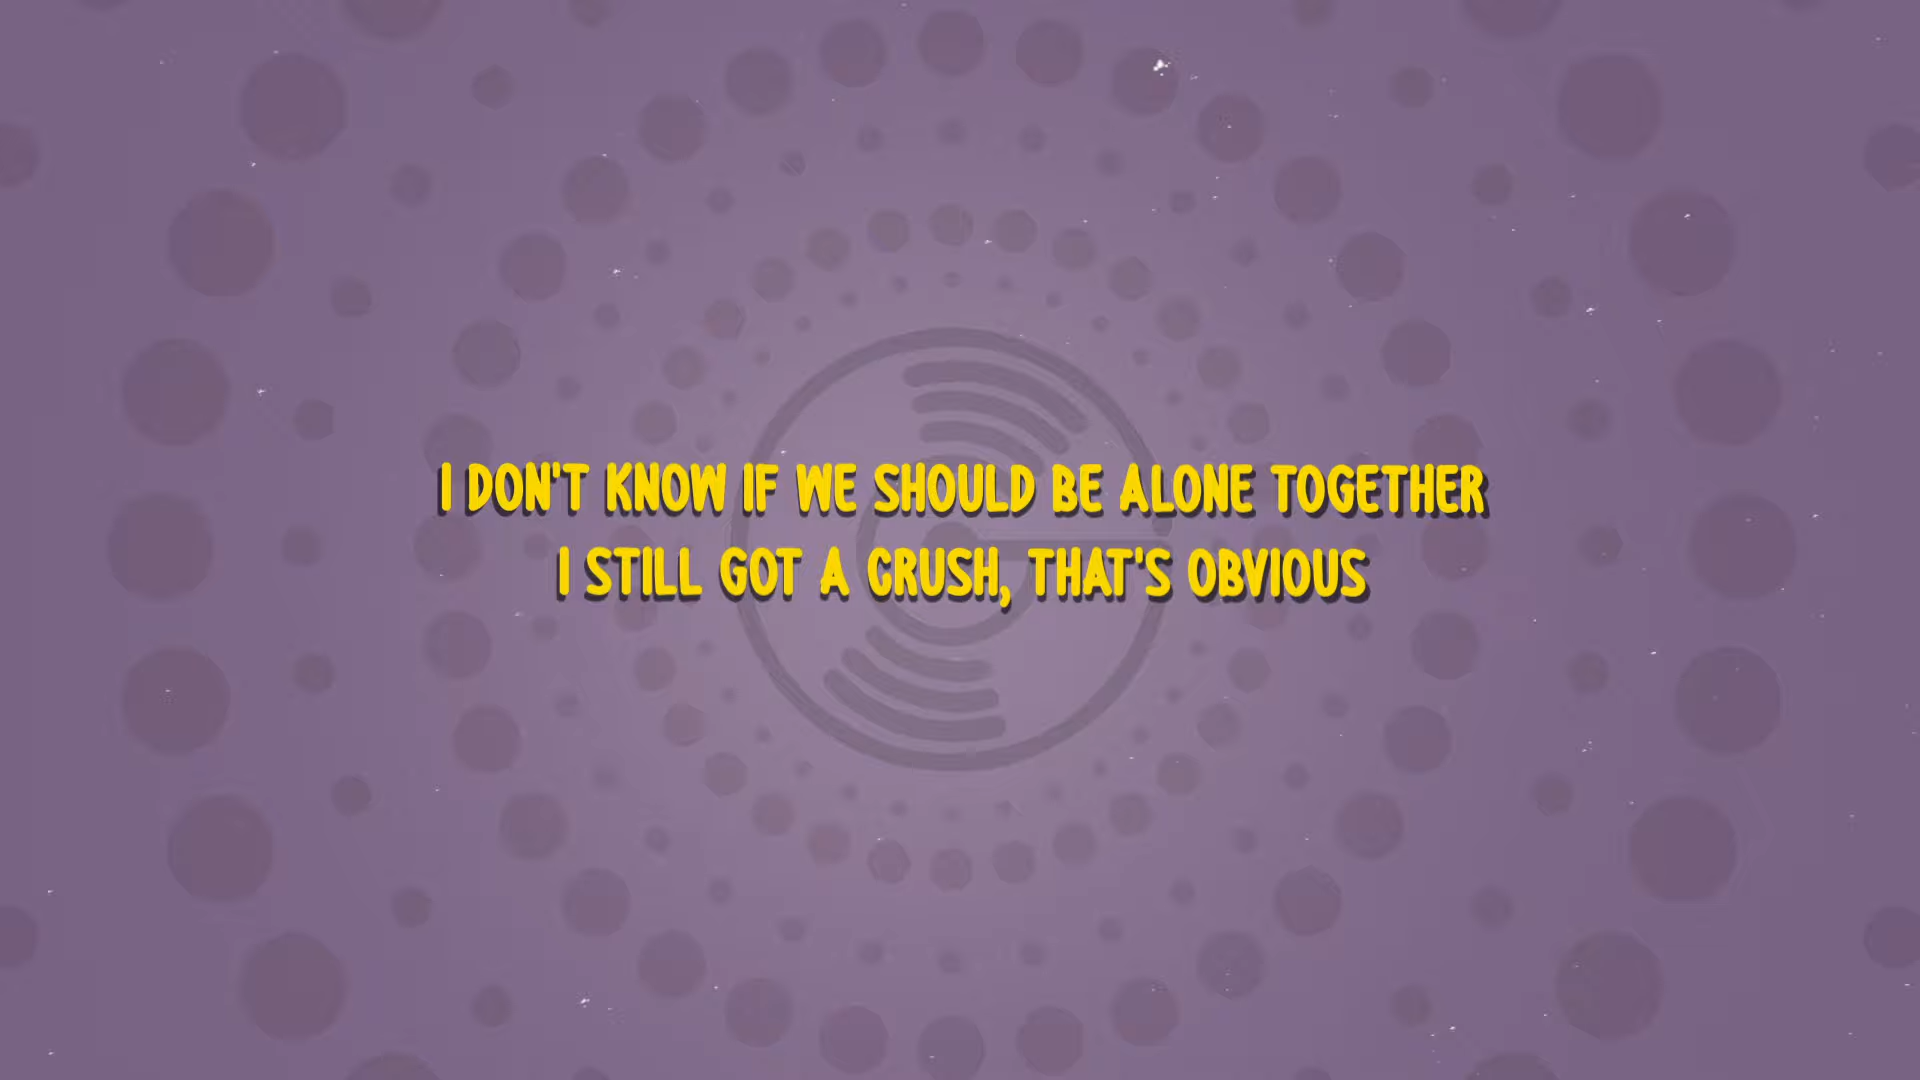 I DON'T KNOW IF WE SHOULD BE ALONE TOGETHER
I STILL GOT A CRUSH, THAT'S OBVIOUS